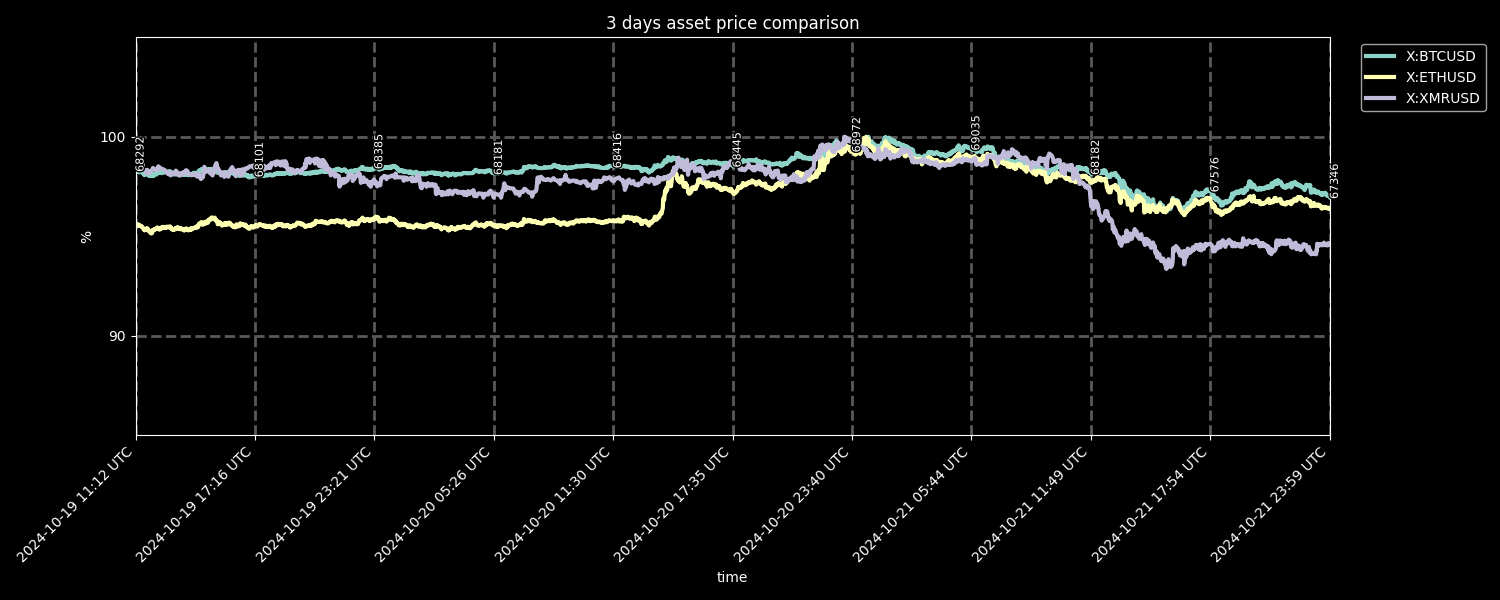 3 days asset price comparison
X:BTCUSD
X:ETHUSD
X:XMRUSD
100
90
%
68292
68101
68385
68181
68416
68445
68972
69035
68182
67576
67346
2024-10-19 11:12 UTC
2024-10-19 17:16 UTC
2024-10-19 23:21 UTC
2024-10-20 05:26 UTC
2024-10-20 11:30 UTC
2024-10-20 17:35 UTC
2024-10-20 23:40 UTC
2024-10-21 05:44 UTC
2024-10-21 11:49 UTC
2024-10-21 17:54 UTC
2024-10-21 23:59 UTC
time